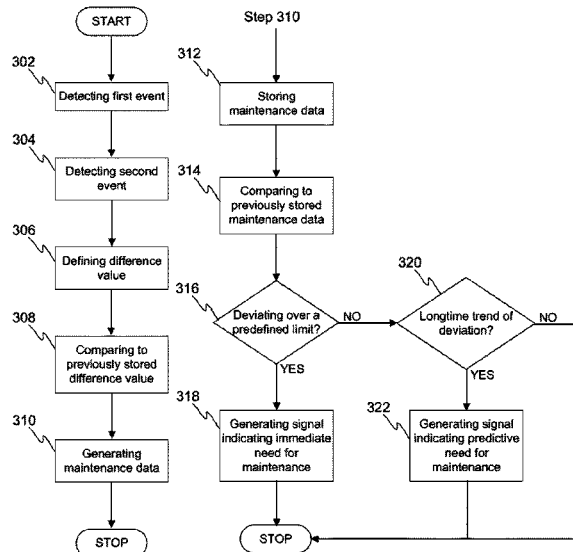 START
302
Detecting first event
304
Detecting second
event
306
Defining difference
value
308
Comparing to
previously stored
difference value
310
Generating
maintenance data
STOP
Step 310
312
Storing
maintenance data
314
Comparing to
previously stored
maintenance data
316
Deviating over a
predefined limit?
NO
YES
318
Generating signal
indicating immediate
need for
maintenance
STOP
320
Longtime trend of
deviation?
NO
YES
322
Generating signal
indicating predictive
need for
maintenance